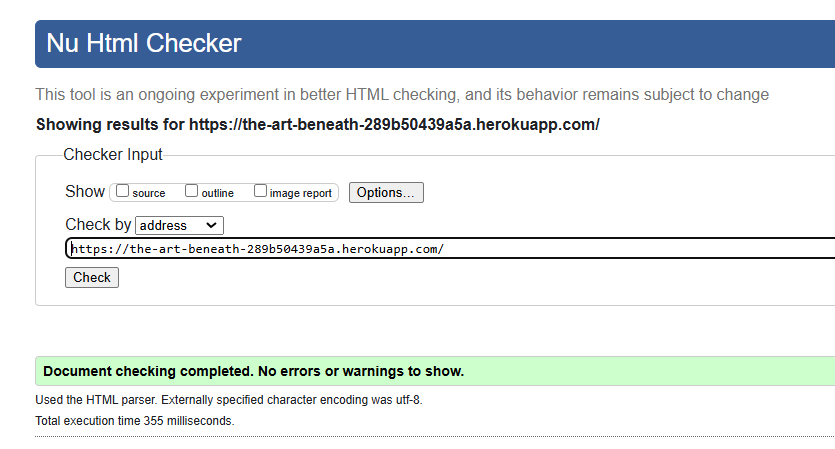 Nu Html Checker
This tool is an ongoing experiment in better HTML checking, and its behavior remains subject to change
Showing results for https://the-art-beneath-289b50439a5a.herokuapp.com/
Checker Input
Show source outline image report Options...
Check by address
https://the-art-beneath-289b50439a5a.herokuapp.com/
Check
Document checking completed. No errors or warnings to show.
Used the HTML parser. Externally specified character encoding was utf-8.
Total execution time 355 milliseconds.